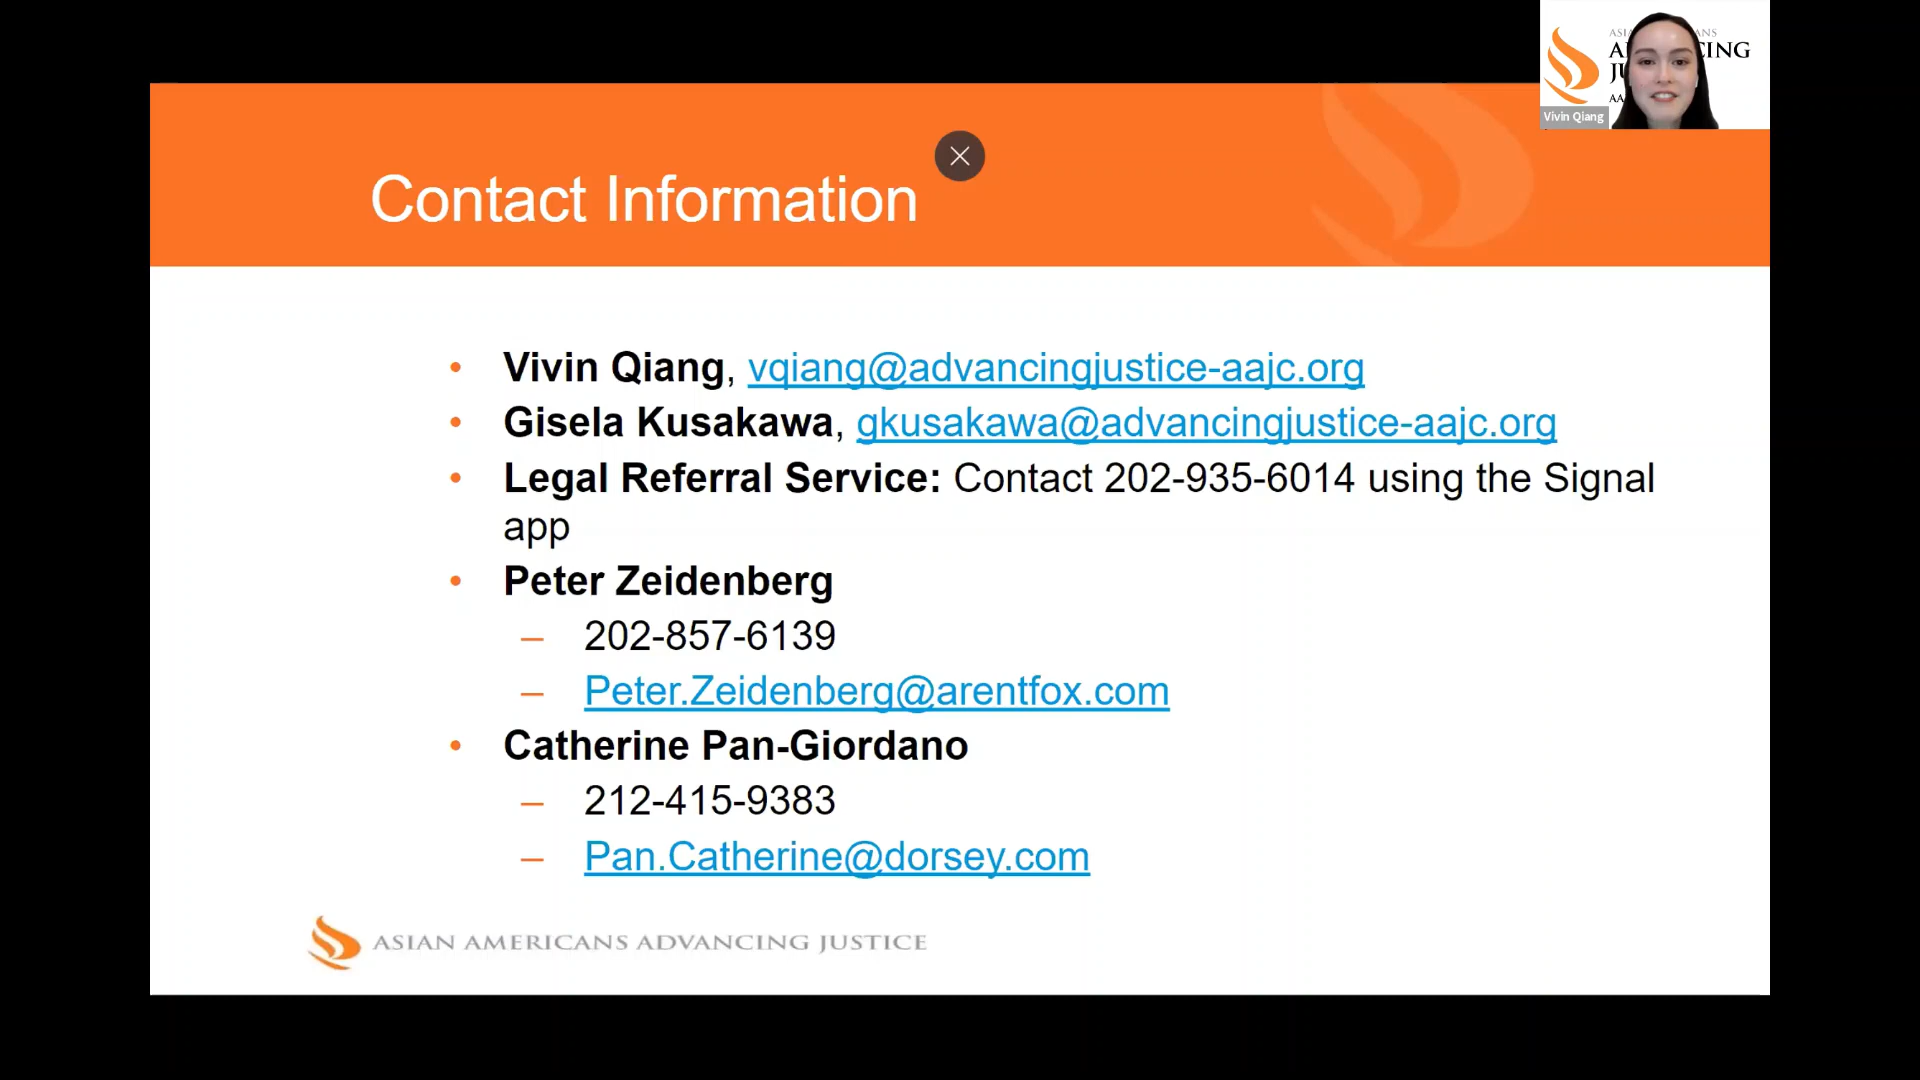 ASIAN AMERICANS ADVANCING JUSTICE
Vivin Qiang
Contact Information
• Vivin Qiang, vqiang@advancingjustice-aajc.org
• Gisela Kusakawa, gkusakawa@advancingjustice-aajc.org
• Legal Referral Service: Contact 202-935-6014 using the Signal
app
• Peter Zeidenberg
– 202-857-6139
– Peter.Zeidenberg@arentfox.com
• Catherine Pan-Giordano
– 212-415-9383
– Pan.Catherine@dorsey.com